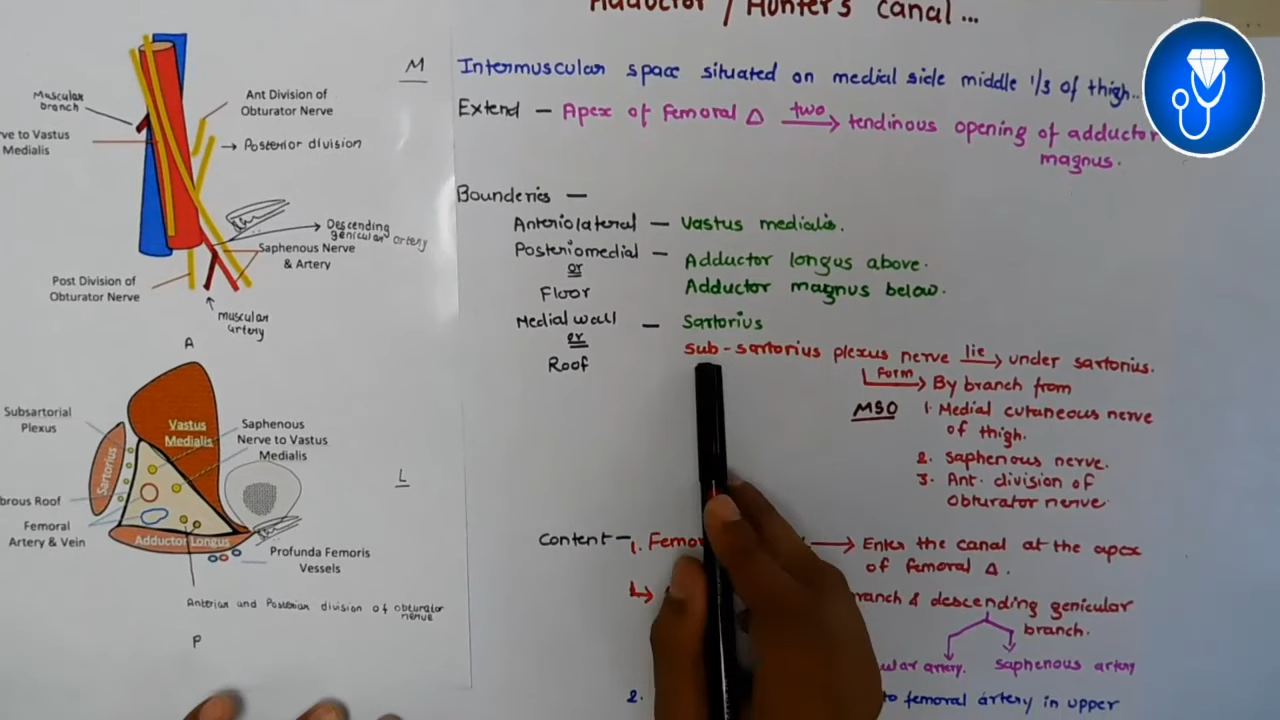 Adductor / Hunter's canal...
Intermuscular space situated on medial side middle 1/3 of thigh..
Extend - Apex of femoral Δ two → tendinous opening of adductor
magnus.
Bounderies -
Anteriolateral - Vastus medialis.
Posteriomedial - Adductor longus above.
or
Floor Adductor magnus below.
Medial wall - Sartorius
or
Roof
Sub-sartorius plexus nerve lie → under sartorius.
Form → By branch from
MSO 1. Medial cutaneous nerve
of thigh.
2. Saphenous nerve.
3. Ant. division of
Obturator nerve
Content - 1. Femor → Enter the canal at the apex
of femoral Δ.
ranch & descending genicular
branch.
ular artery. saphenous artery
2. to femoral artery in upper
M
Muscular
branch
Ant Division of
Obturator Nerve
ve to Vastus
Medialis
→ Posterior division
Descending
genicular artery
Saphenous Nerve
& Artery
Post Division of
Obturator Nerve
muscular
artery
A
Subsartorial
Plexus
Vastus
Medialis
Saphenous
Nerve to Vastus
Medialis
Sartorius
L
brous Roof
Femoral
Artery & Vein
Adductor Longus
Profunda Femoris
Vessels
Anterior and Posterior division of obturator
nerve
P